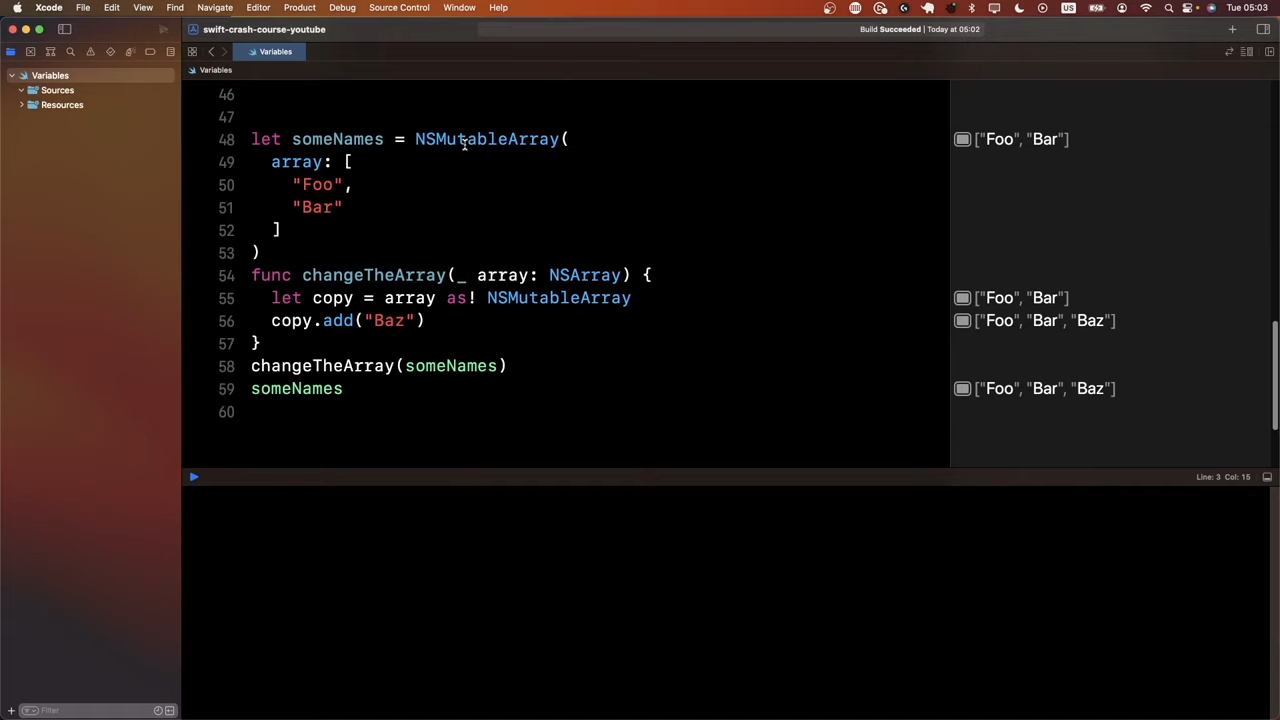 Xcode File Edit View Find Navigate Editor Product Debug Source Control Window Help US Tue 05:03
swift-crash-course-youtube Build Succeeded | Today at 05:02
Variables
Variables
Variables
Sources
Resources
46
47
48 let someNames = NSMutableArray( ["Foo", "Bar"]
49 array: [
50 "Foo",
51 "Bar"
52 ]
53 )
54 func changeTheArray(_ array: NSArray) {
55 let copy = array as! NSMutableArray ["Foo", "Bar"]
56 copy.add("Baz") ["Foo", "Bar", "Baz"]
57 }
58 changeTheArray(someNames)
59 someNames ["Foo", "Bar", "Baz"]
60
Line: 3 Col: 15
Filter